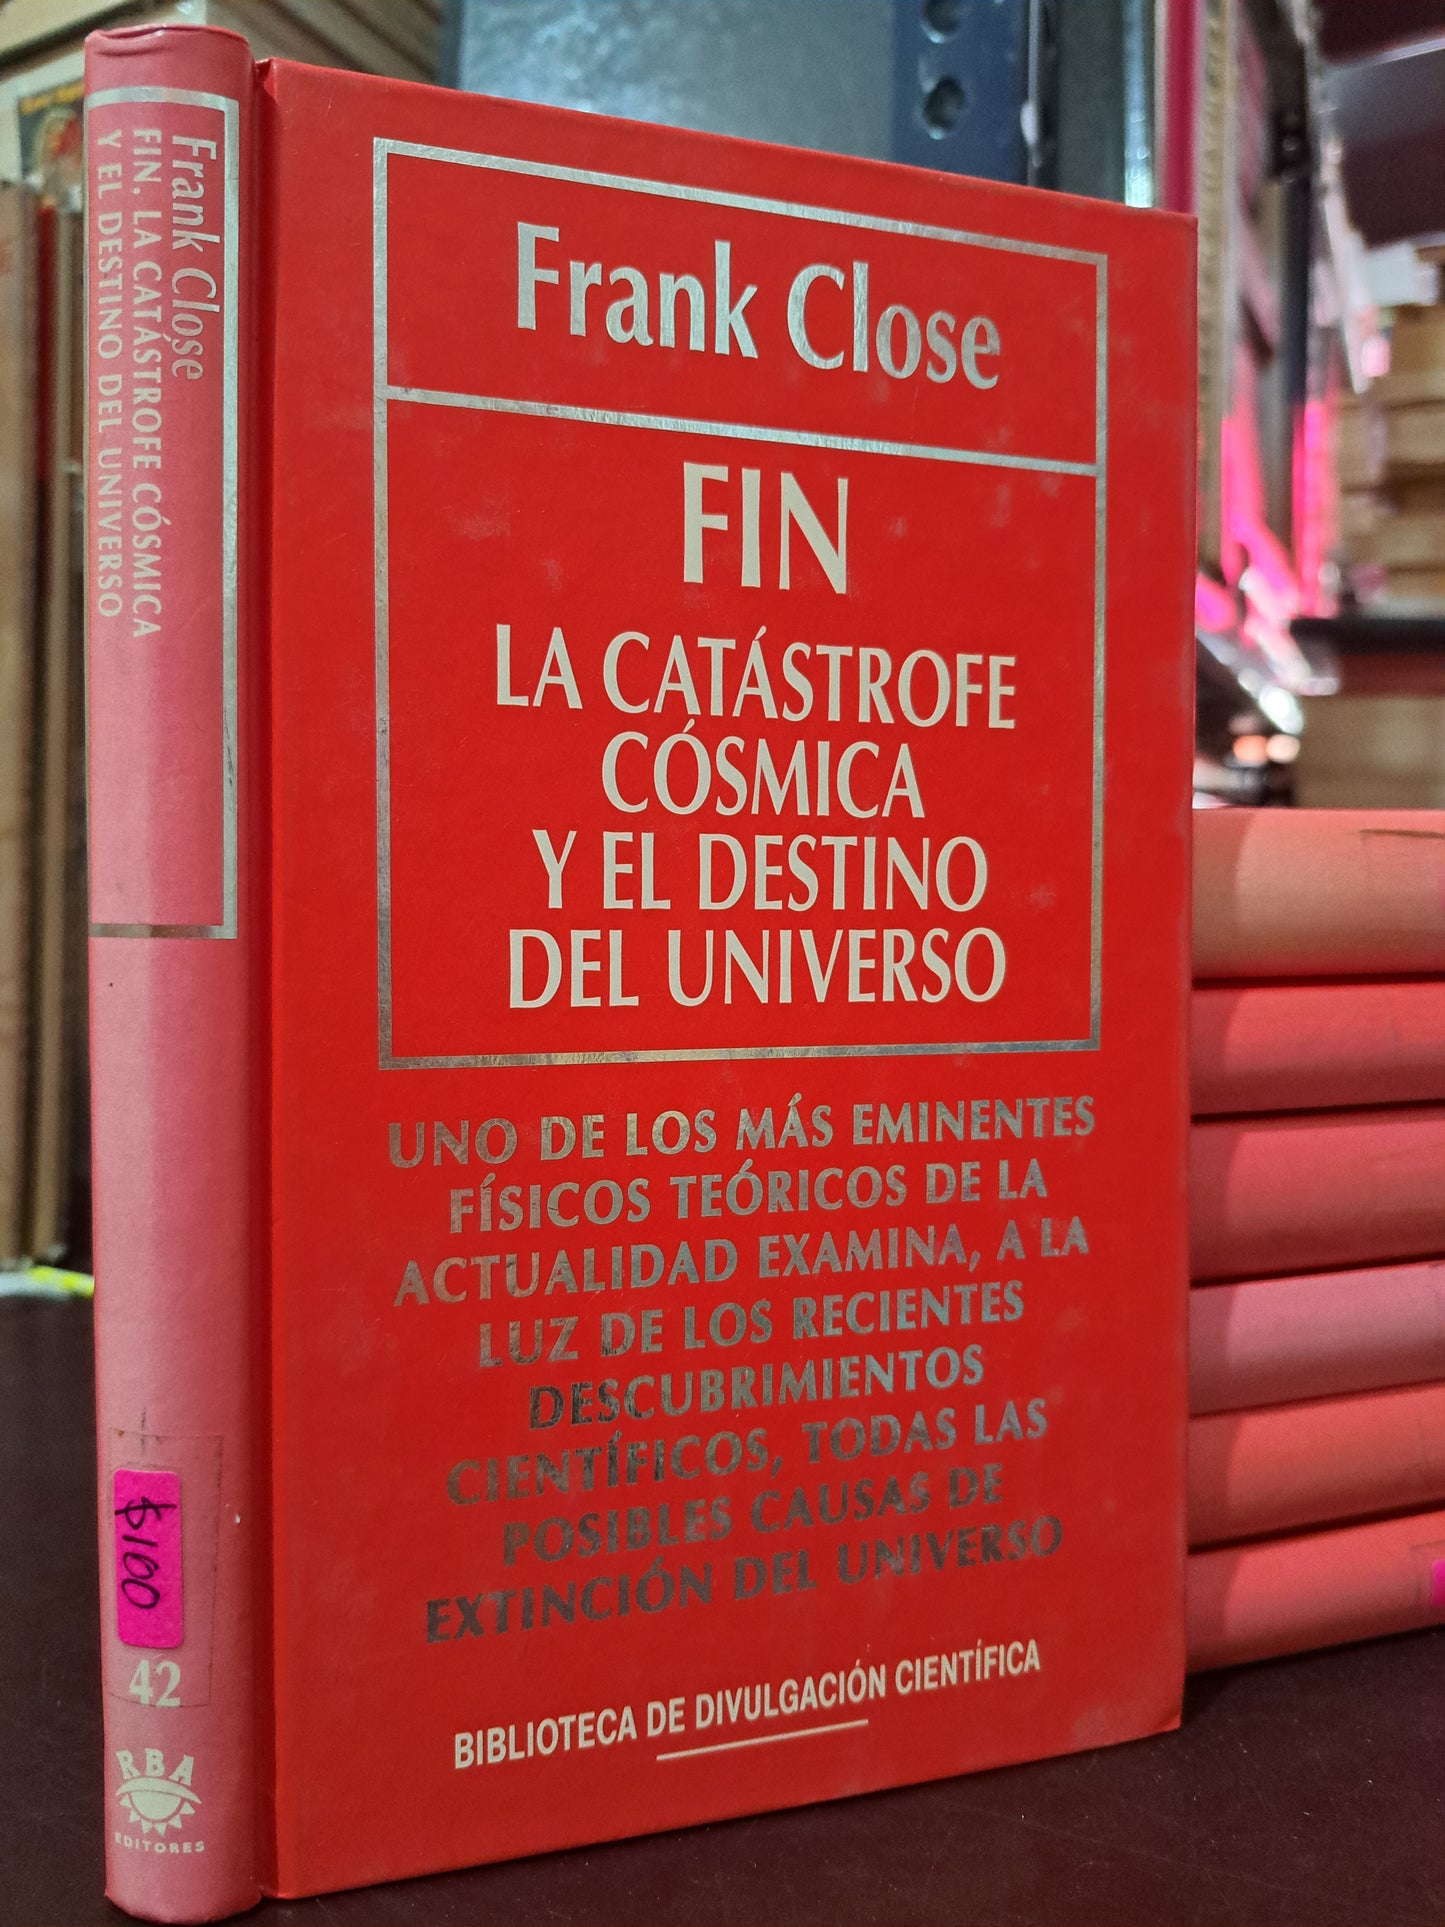 Frank Close
FIN. LA CATÁSTROFE CÓSMICA
Y EL DESTINO DEL UNIVERSO
$100
42
RBA
EDITORES
Frank Close
FIN
LA CATÁSTROFE
CÓSMICA
Y EL DESTINO
DEL UNIVERSO
UNO DE LOS MÁS EMINENTES
FÍSICOS TEÓRICOS DE LA
ACTUALIDAD EXAMINA, A LA
LUZ DE LOS RECIENTES
DESCUBRIMIENTOS
CIENTÍFICOS, TODAS LAS
POSIBLES CAUSAS DE
EXTINCIÓN DEL UNIVERSO
BIBLIOTECA DE DIVULGACIÓN CIENTÍFICA